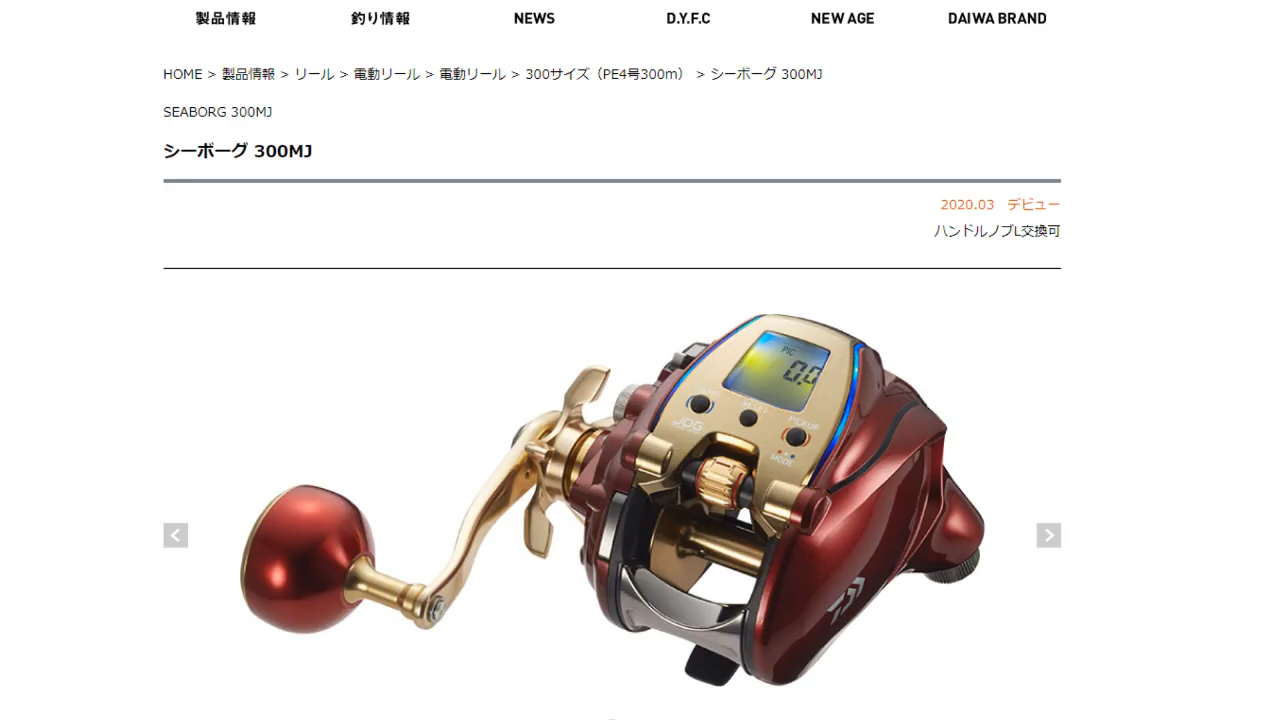 製品情報 釣り情報 NEWS D.Y.F.C NEW AGE DAIWA BRAND
HOME > 製品情報 > リール > 電動リール > 電動リール > 300サイズ（PE4号300m） > シーボーグ 300MJ
SEABORG 300MJ
シーボーグ 300MJ
2020.03 デビュー
ハンドルノブL交換可
PIC
0.0
JOG
PICKUP
MODE